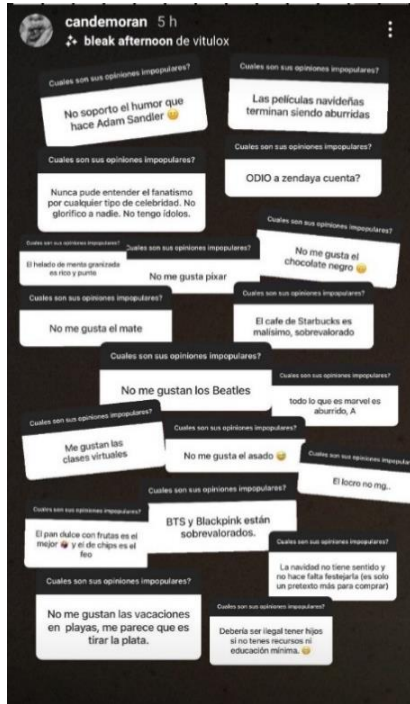 candemoran 5 h
bleak afternoon de vitulox
Cuales son sus opiniones impopulares?
No soporto el humor que
hace Adam Sandler
Cuales son sus opiniones impopulares?
Las películas navideñas
terminan siendo aburridas
Cuales son sus opiniones impopulares?
Nunca pude entender el fanatismo
por cualquier tipo de celebridad. No
glorifico a nadie. No tengo ídolos.
Cuales son sus opiniones impopulares?
ODIO a zendaya cuenta?
Cuales son sus opiniones impopulares?
El helado de menta granizada
es rico y punto
Cuales son sus opiniones impopulares?
No me gusta pixar
Cuales son sus opiniones impopulares?
No me gusta el
chocolate negro
Cuales son sus opiniones impopulares?
No me gusta el mate
Cuales son sus opiniones impopulares?
El cafe de Starbucks es
malísimo, sobrevalorado
Cuales son sus opiniones impopulares?
No me gustan los Beatles
Cuales son sus opiniones impopulares?
todo lo que es marvel es
aburrido, A
Cuales son sus opiniones impopulares?
Me gustan las
clases virtuales
Cuales son sus opiniones impopulares?
No me gusta el asado 😅
Cuales son sus opiniones impopula
El locro no mg..
Cuales son sus opiniones impopulares?
El pan dulce con frutas es el
mejor y el de chips es el
feo
Cuales son sus opiniones impopulares?
BTS y Blackpink están
sobrevalorados.
Cuales son sus opiniones impopulares?
La navidad no tiene sentido y
no hace falta festejarla (es solo
un pretexto más para comprar)
Cuales son sus opiniones impopulares?
No me gustan las vacaciones
en playas, me parece que es
tirar la plata.
Cuales son sus opiniones impopulares?
Debería ser ilegal tener hijos
si no tenes recursos ni
educación mínima.